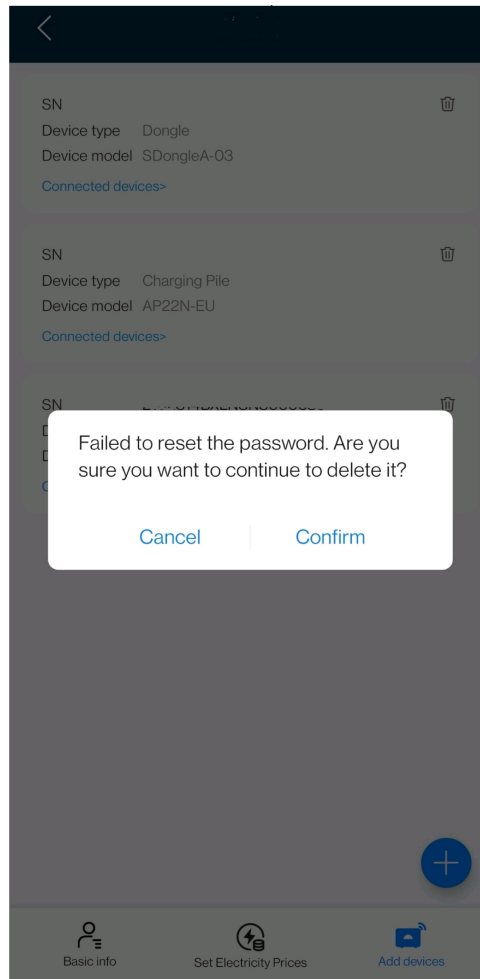 SN
Device type Dongle
Device model SDongleA-03
Connected devices>
SN
Device type Charging Pile
Device model AP22N-EU
Connected devices>
SN
Failed to reset the password. Are you
sure you want to continue to delete it?
Cancel Confirm
Basic info Set Electricity Prices Add devices